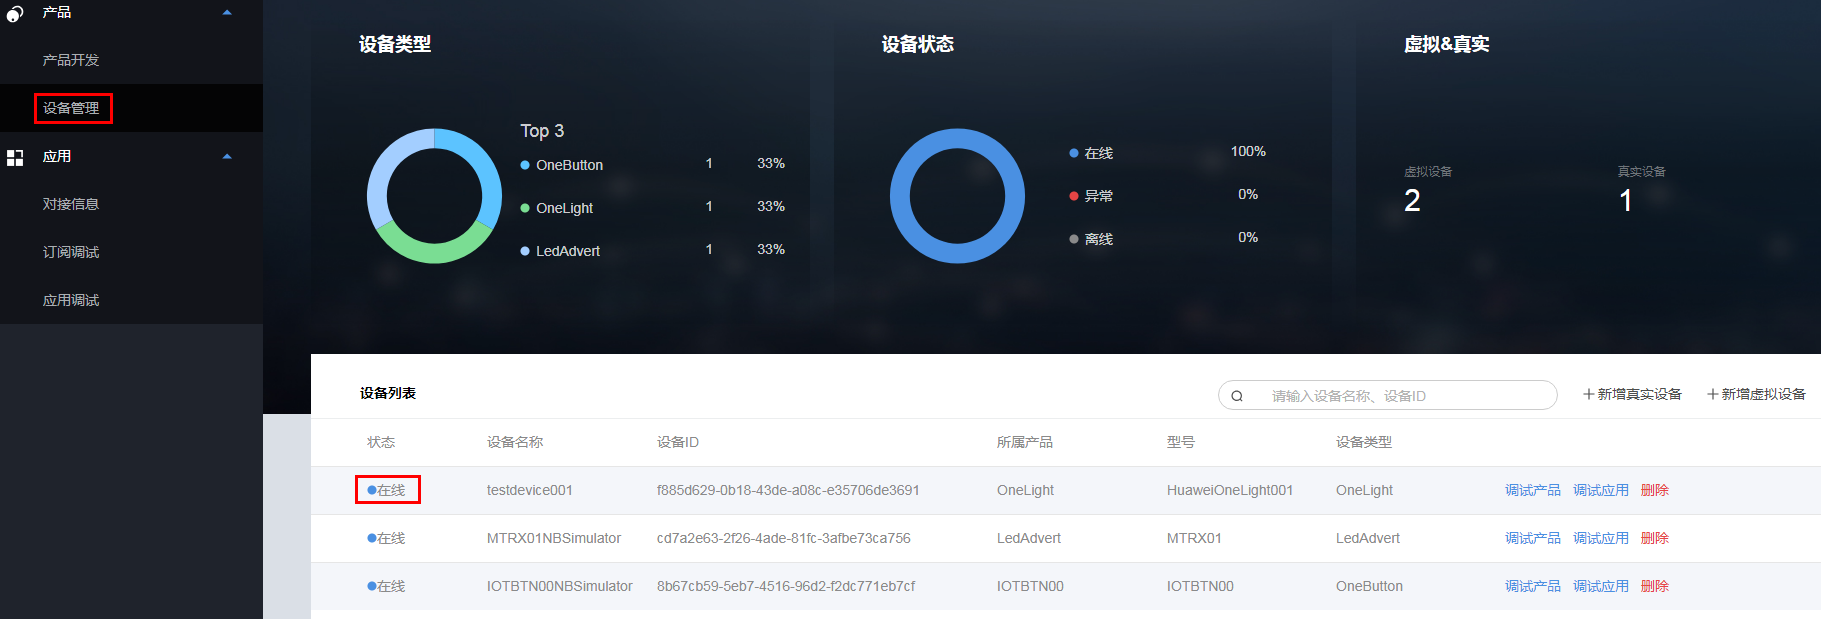 产品
产品开发
设备管理
应用
对接信息
订阅调试
应用调试
设备类型
Top 3
OneButton 1 33%
OneLight 1 33%
LedAdvert 1 33%
设备状态
在线 100%
异常 0%
离线 0%
虚拟&真实
虚拟设备 真实设备
2 1
设备列表 请输入设备名称、设备ID +新增真实设备 +新增虚拟设备
状态 设备名称 设备ID 所属产品 型号 设备类型
在线 testdevice001 f885d629-0b18-43de-a08c-e35706de3691 OneLight HuaweiOneLight001 OneLight 调试产品 调试应用 删除
在线 MTRX01NBSimulator cd7a2e63-2f26-4ade-81fc-3afbe73ca756 LedAdvert MTRX01 LedAdvert 调试产品 调试应用 删除
在线 IOTBTN00NBSimulator 8b67cb59-5eb7-4516-96d2-f2dc771eb7cf IOTBTN00 IOTBTN00 OneButton 调试产品 调试应用 删除